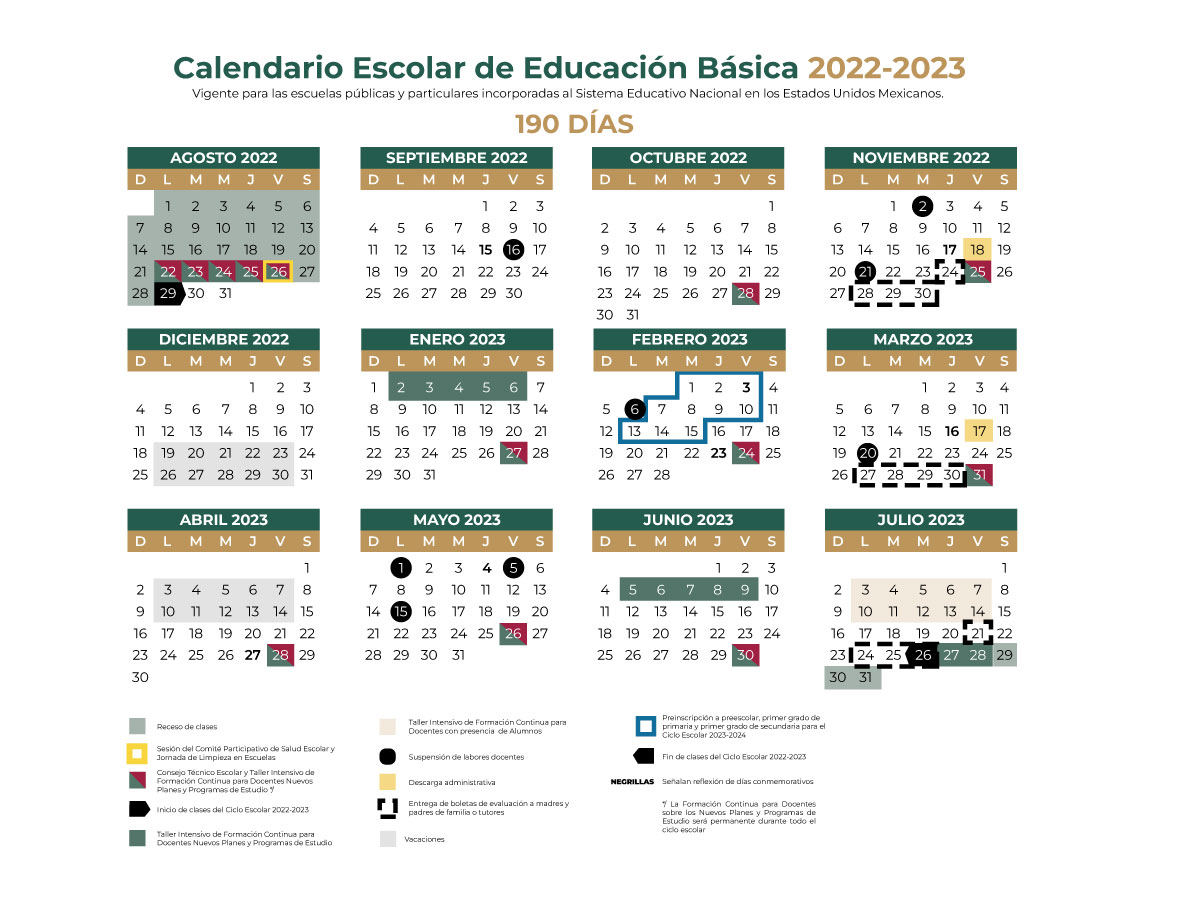 Calendario Escolar de Educación Básica 2022-2023
Vigente para las escuelas públicas y particulares incorporadas al Sistema Educativo Nacional en los Estados Unidos Mexicanos.
190 DÍAS
AGOSTO 2022
D L M M J V S
1 2 3 4 5 6
7 8 9 10 11 12 13
14 15 16 17 18 19 20
21 22 23 24 25 26 27
28 29 30 31
SEPTIEMBRE 2022
D L M M J V S
1 2 3
4 5 6 7 8 9 10
11 12 13 14 15 16 17
18 19 20 21 22 23 24
25 26 27 28 29 30
OCTUBRE 2022
D L M M J V S
1
2 3 4 5 6 7 8
9 10 11 12 13 14 15
16 17 18 19 20 21 22
23 24 25 26 27 28 29
30 31
NOVIEMBRE 2022
D L M M J V S
1 2 3 4 5
6 7 8 9 10 11 12
13 14 15 16 17 18 19
20 21 22 23 24 25 26
27 28 29 30
DICIEMBRE 2022
D L M M J V S
1 2 3
4 5 6 7 8 9 10
11 12 13 14 15 16 17
18 19 20 21 22 23 24
25 26 27 28 29 30 31
ENERO 2023
D L M M J V S
1 2 3 4 5 6 7
8 9 10 11 12 13 14
15 16 17 18 19 20 21
22 23 24 25 26 27 28
29 30 31
FEBRERO 2023
D L M M J V S
1 2 3 4
5 6 7 8 9 10 11
12 13 14 15 16 17 18
19 20 21 22 23 24 25
26 27 28
MARZO 2023
D L M M J V S
1 2 3 4
5 6 7 8 9 10 11
12 13 14 15 16 17 18
19 20 21 22 23 24 25
26 27 28 29 30 31
ABRIL 2023
D L M M J V S
1
2 3 4 5 6 7 8
9 10 11 12 13 14 15
16 17 18 19 20 21 22
23 24 25 26 27 28 29
30
MAYO 2023
D L M M J V S
1 2 3 4 5 6
7 8 9 10 11 12 13
14 15 16 17 18 19 20
21 22 23 24 25 26 27
28 29 30 31
JUNIO 2023
D L M M J V S
1 2 3
4 5 6 7 8 9 10
11 12 13 14 15 16 17
18 19 20 21 22 23 24
25 26 27 28 29 30
JULIO 2023
D L M M J V S
1
2 3 4 5 6 7 8
9 10 11 12 13 14 15
16 17 18 19 20 21 22
23 24 25 26 27 28 29
30 31
Receso de clases
Sesión del Comité Participativo de Salud Escolar y
Jornada de Limpieza en Escuelas
Consejo Técnico Escolar y Taller Intensivo de
Formación Continua para Docentes Nuevos
Planes y Programas de Estudio */
Inicio de clases del Ciclo Escolar 2022-2023
Taller Intensivo de Formación Continua para
Docentes Nuevos Planes y Programas de Estudio
Taller Intensivo de Formación Continua para
Docentes con presencia de Alumnos
Suspensión de labores docentes
Descarga administrativa
Entrega de boletas de evaluación a madres y
padres de familia o tutores
Vacaciones
Preinscripción a preescolar, primer grado de
primaria y primer grado de secundaria para el
Ciclo Escolar 2023-2024
Fin de clases del Ciclo Escolar 2022-2023
NEGRILLAS Señalan reflexión de días conmemorativos
*/ La Formación Continua para Docentes
sobre los Nuevos Planes y Programas de
Estudio será permanente durante todo el
ciclo escolar